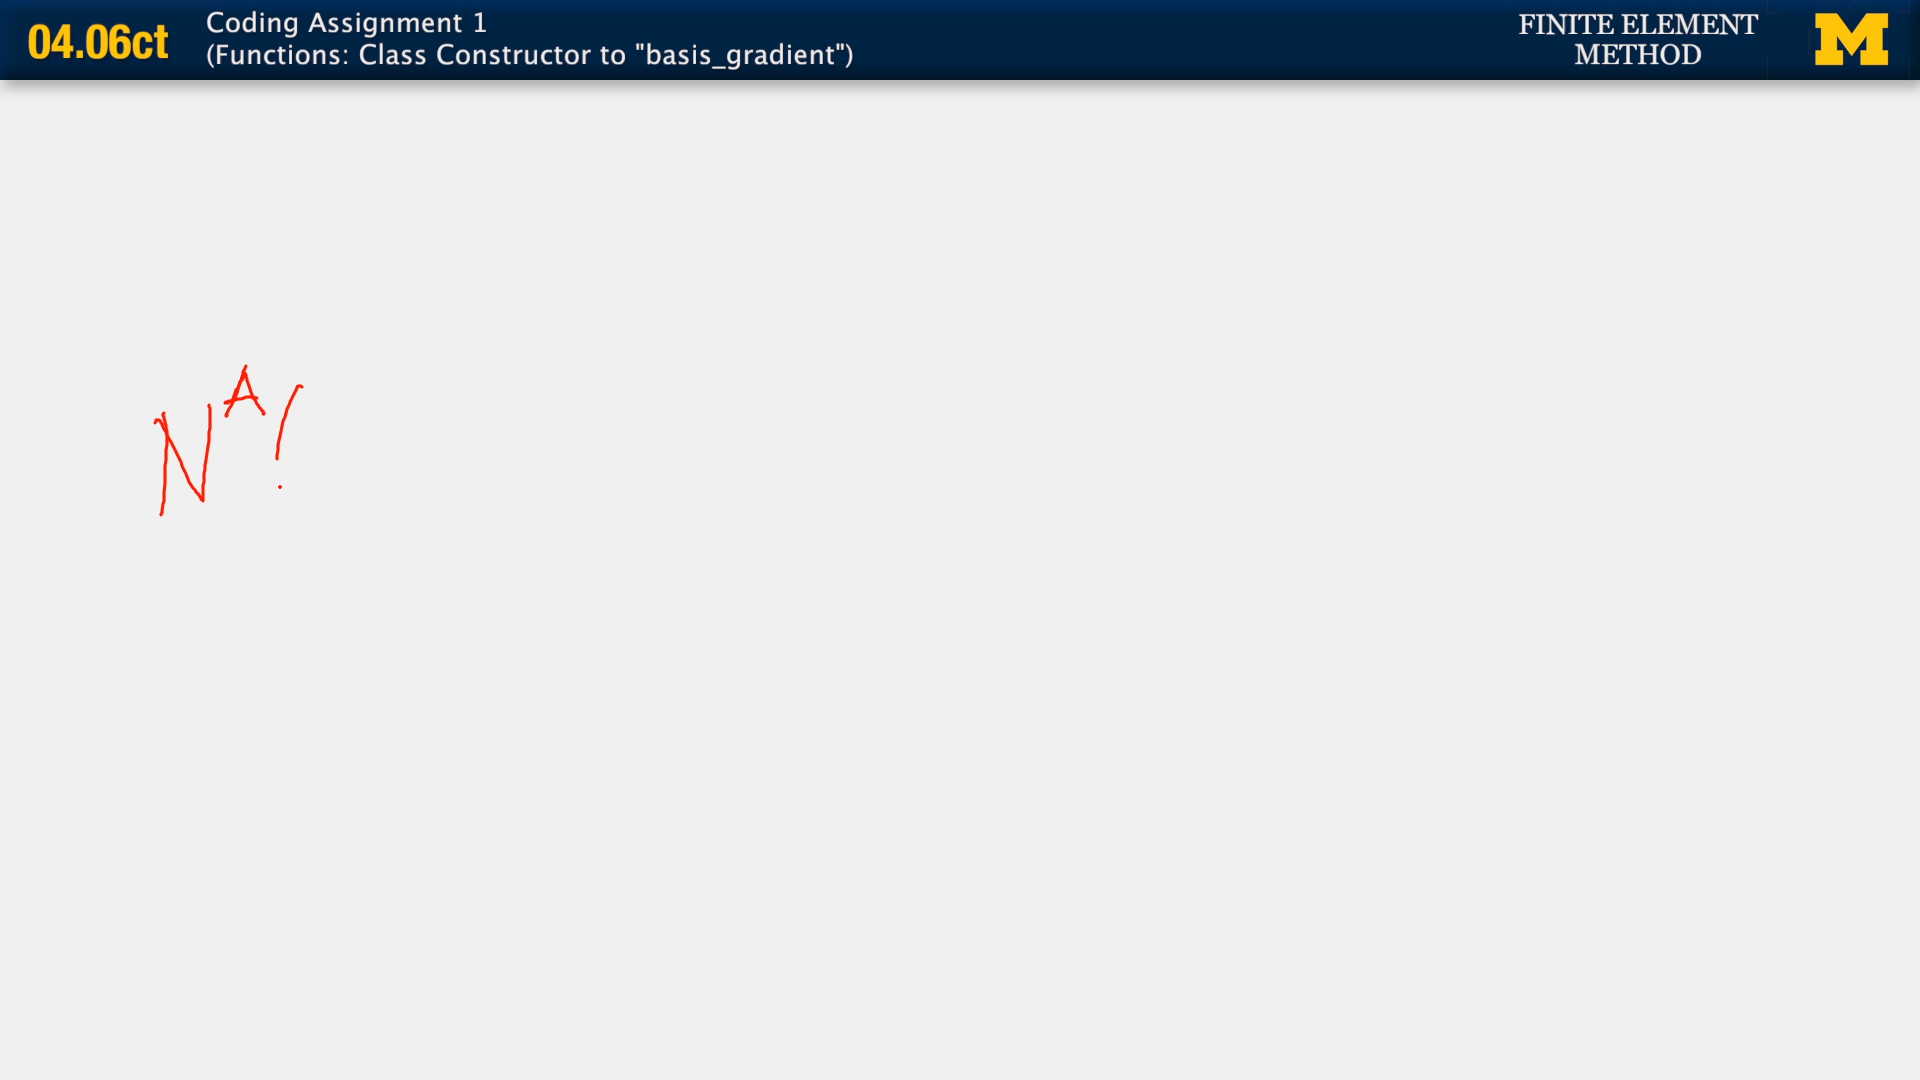 04.06ct
Coding Assignment 1
(Functions: Class Constructor to "basis_gradient")
FINITE ELEMENT
METHOD
M
N^A(